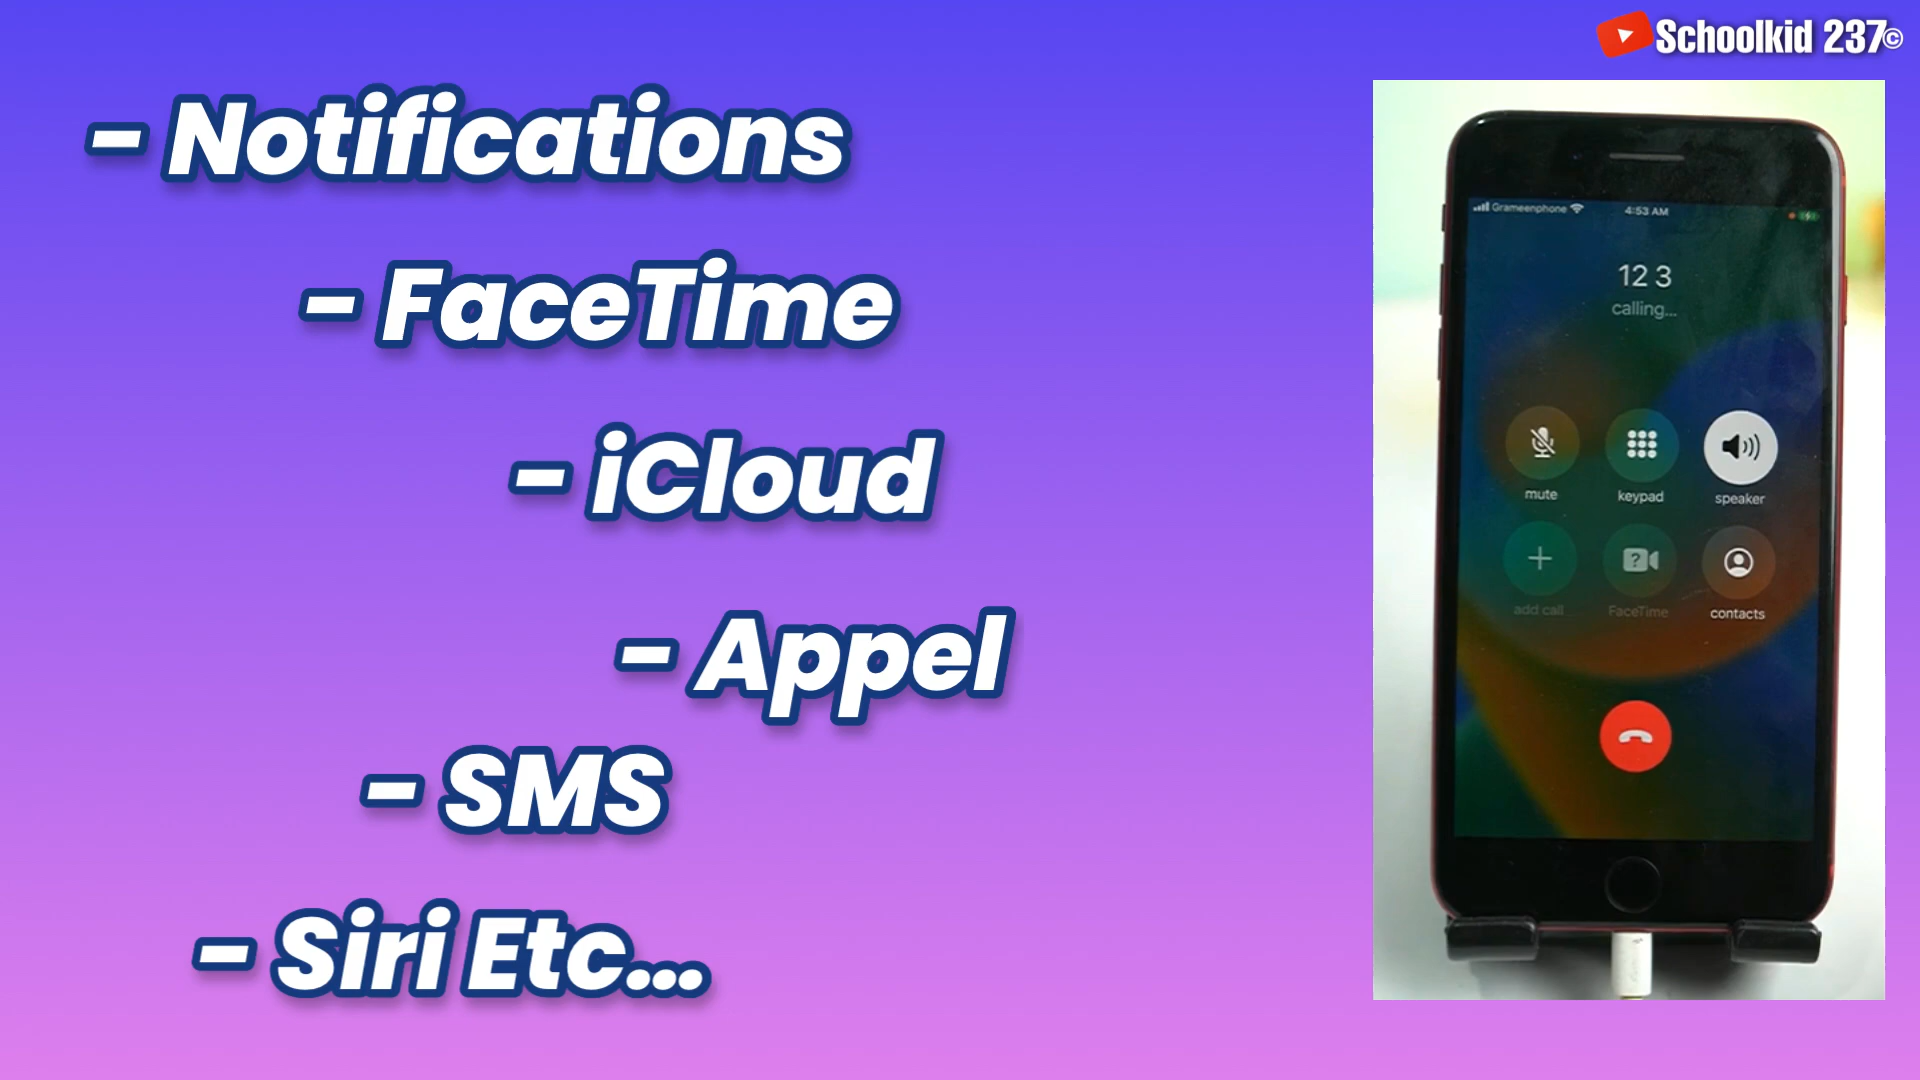 Schoolkid 237©
- Notifications
- FaceTime
- iCloud
- Appel
- SMS
- Siri Etc...
Grameenphone 4:53 AM
12 3
calling...
mute keypad speaker
add call FaceTime contacts